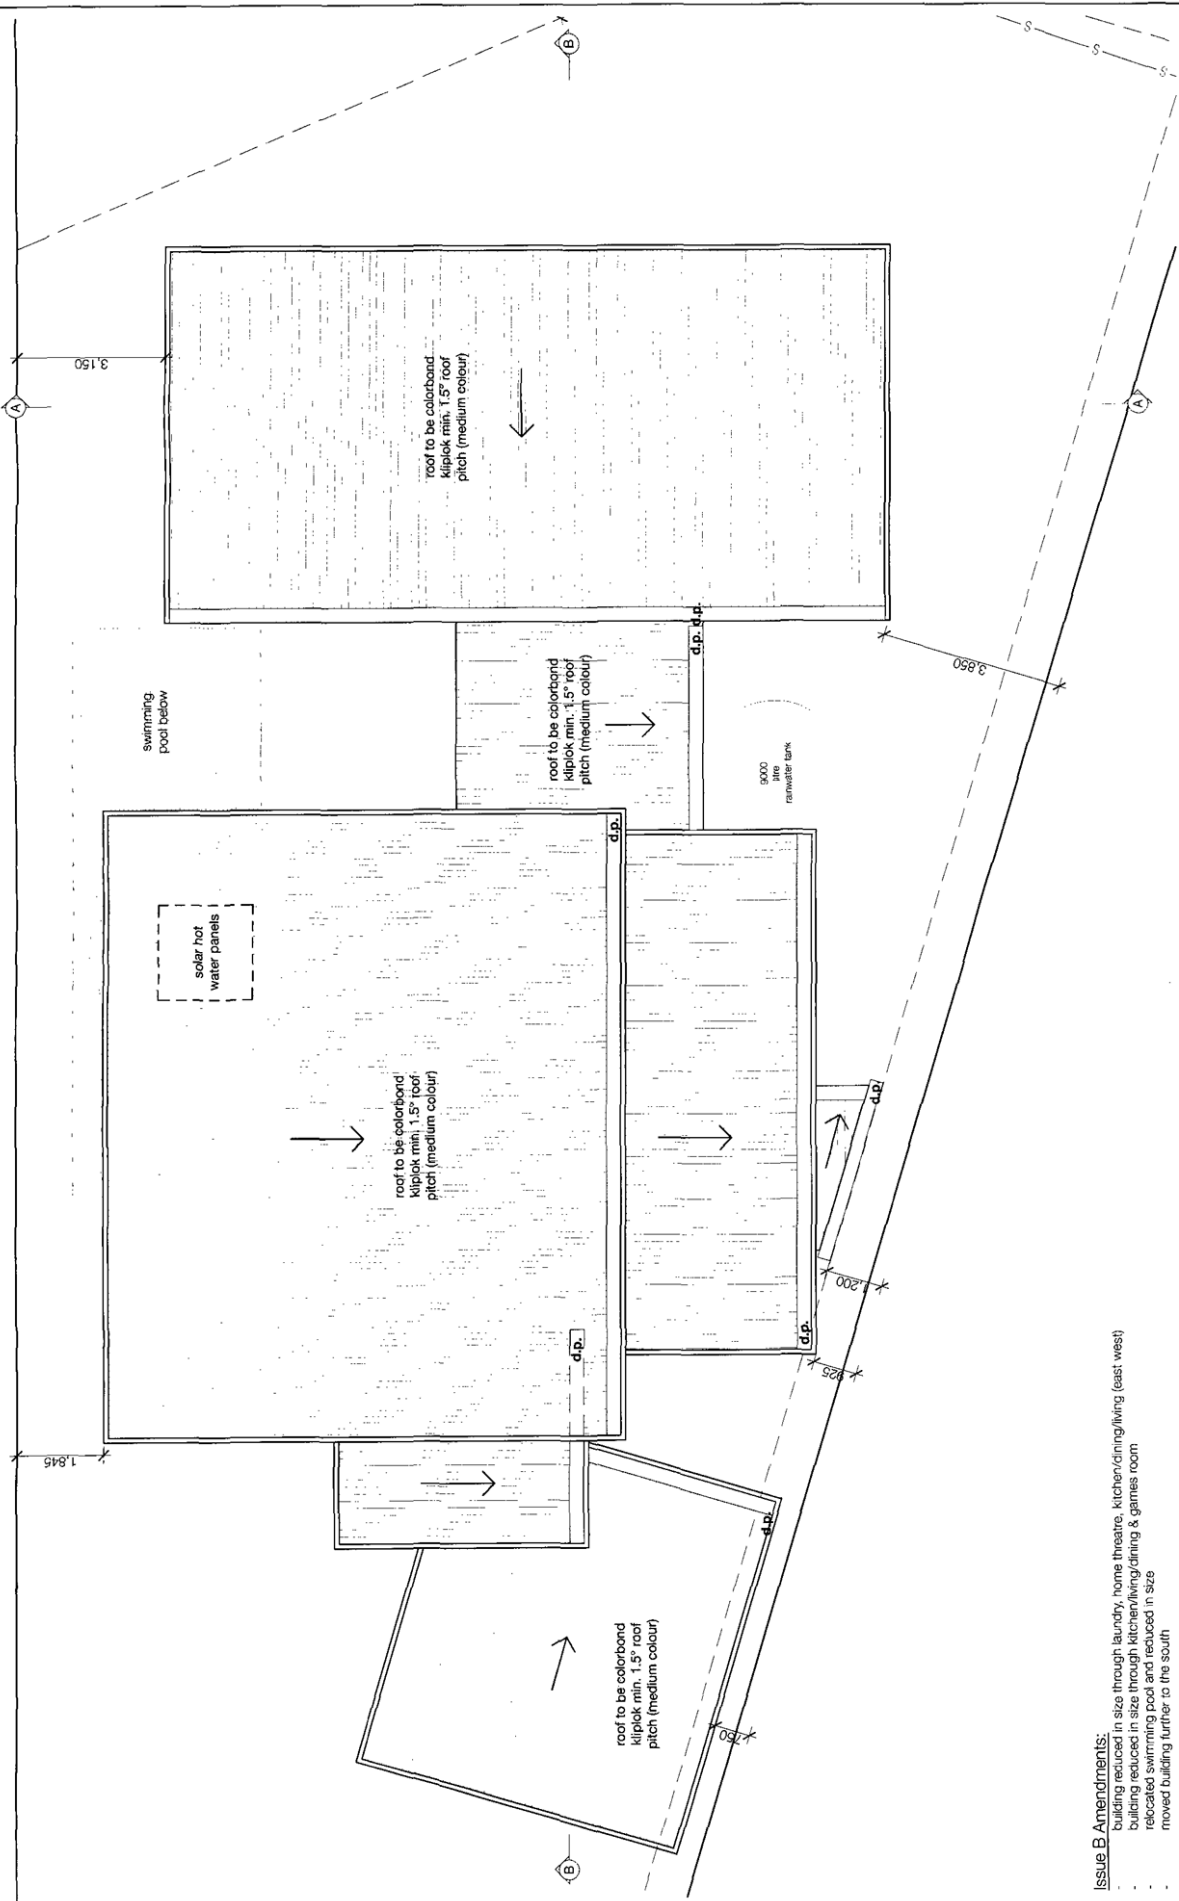 B
S
S
S
A
3,150
roof to be colorbond
kliplok min. 1.5° roof
pitch (medium colour)
A
d.p. d.p.
swimming
pool below
roof to be colorbond
kliplok min. 1.5° roof
pitch (medium colour)
3,850
9000
litre
rainwater tank
d.p.
solar hot
water panels
roof to be colorbond
kliplok min. 1.5° roof
pitch (medium colour)
d.p.
1,200
d.p.
d.p.
925
1,845
d.p.
roof to be colorbond
kliplok min. 1.5° roof
pitch (medium colour)
750
B
Issue B Amendments:
- building reduced in size through laundry, home threatre, kitchen/dining/living (east west)
- building reduced in size through kitchen/living/dining & games room
- relocated swimming pool and reduced in size
- moved building further to the south